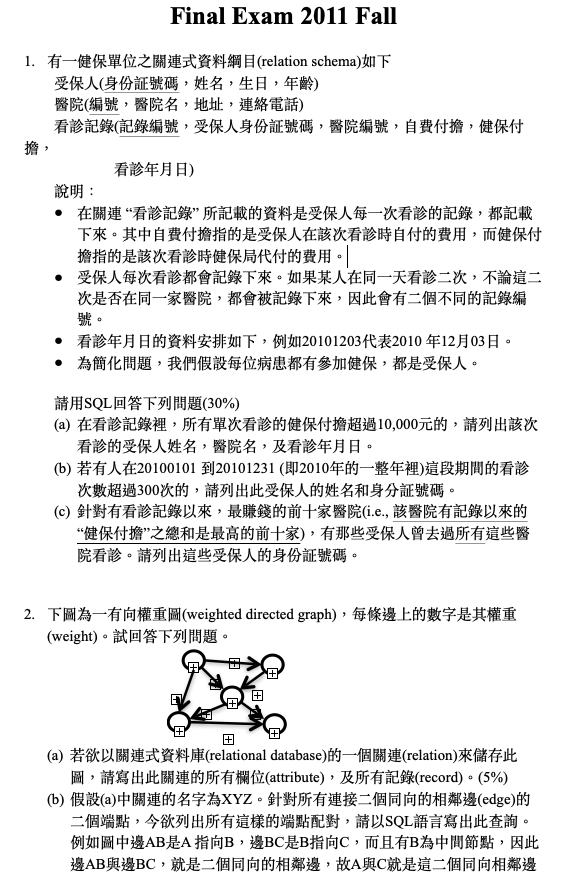 Final Exam 2011 Fall
1. 有一健保單位之關連式資料綱目(relation schema)如下
受保人(身份証號碼，姓名，生日，年齡)
醫院(編號，醫院名，地址，連絡電話)
看診記錄(記錄編號，受保人身份証號碼，醫院編號，自費付擔，健保付
擔，
看診年月日)
說明：
• 在關連 “看診記錄” 所記載的資料是受保人每一次看診的記錄，都記載
下來。其中自費付擔指的是受保人在該次看診時自付的費用，而健保付
擔指的是該次看診時健保局代付的費用。
• 受保人每次看診都會記錄下來。如果某人在同一天看診二次，不論這二
次是否在同一家醫院，都會被記錄下來，因此會有二個不同的記錄編
號。
• 看診年月日的資料安排如下，例如20101203代表2010 年12月03日。
• 為簡化問題，我們假設每位病患都有參加健保，都是受保人。
請用SQL回答下列問題(30%)
(a) 在看診記錄裡，所有單次看診的健保付擔超過10,000元的，請列出該次
看診的受保人姓名，醫院名，及看診年月日。
(b) 若有人在20100101 到20101231 (即2010年的一整年裡)這段期間的看診
次數超過300次的，請列出此受保人的姓名和身分証號碼。
(c) 針對有看診記錄以來，最賺錢的前十家醫院(i.e., 該醫院有記錄以來的
“健保付擔”之總和是最高的前十家)，有那些受保人曾去過所有這些醫
院看診。請列出這些受保人的身份証號碼。
2. 下圖為一有向權重圖(weighted directed graph)，每條邊上的數字是其權重
(weight)。試回答下列問題。
(a) 若欲以關連式資料庫(relational database)的一個關連(relation)來儲存此
圖，請寫出此關連的所有欄位(attribute)，及所有記錄(record)。(5%)
(b) 假設(a)中關連的名字為XYZ。針對所有連接二個同向的相鄰邊(edge)的
二個端點，今欲列出所有這樣的端點配對，請以SQL語言寫出此查詢。
例如圖中邊AB是A 指向B，邊BC是B指向C，而且有B為中間節點，因此
邊AB與邊BC，就是二個同向的相鄰邊，故A與C就是這二個同向相鄰邊